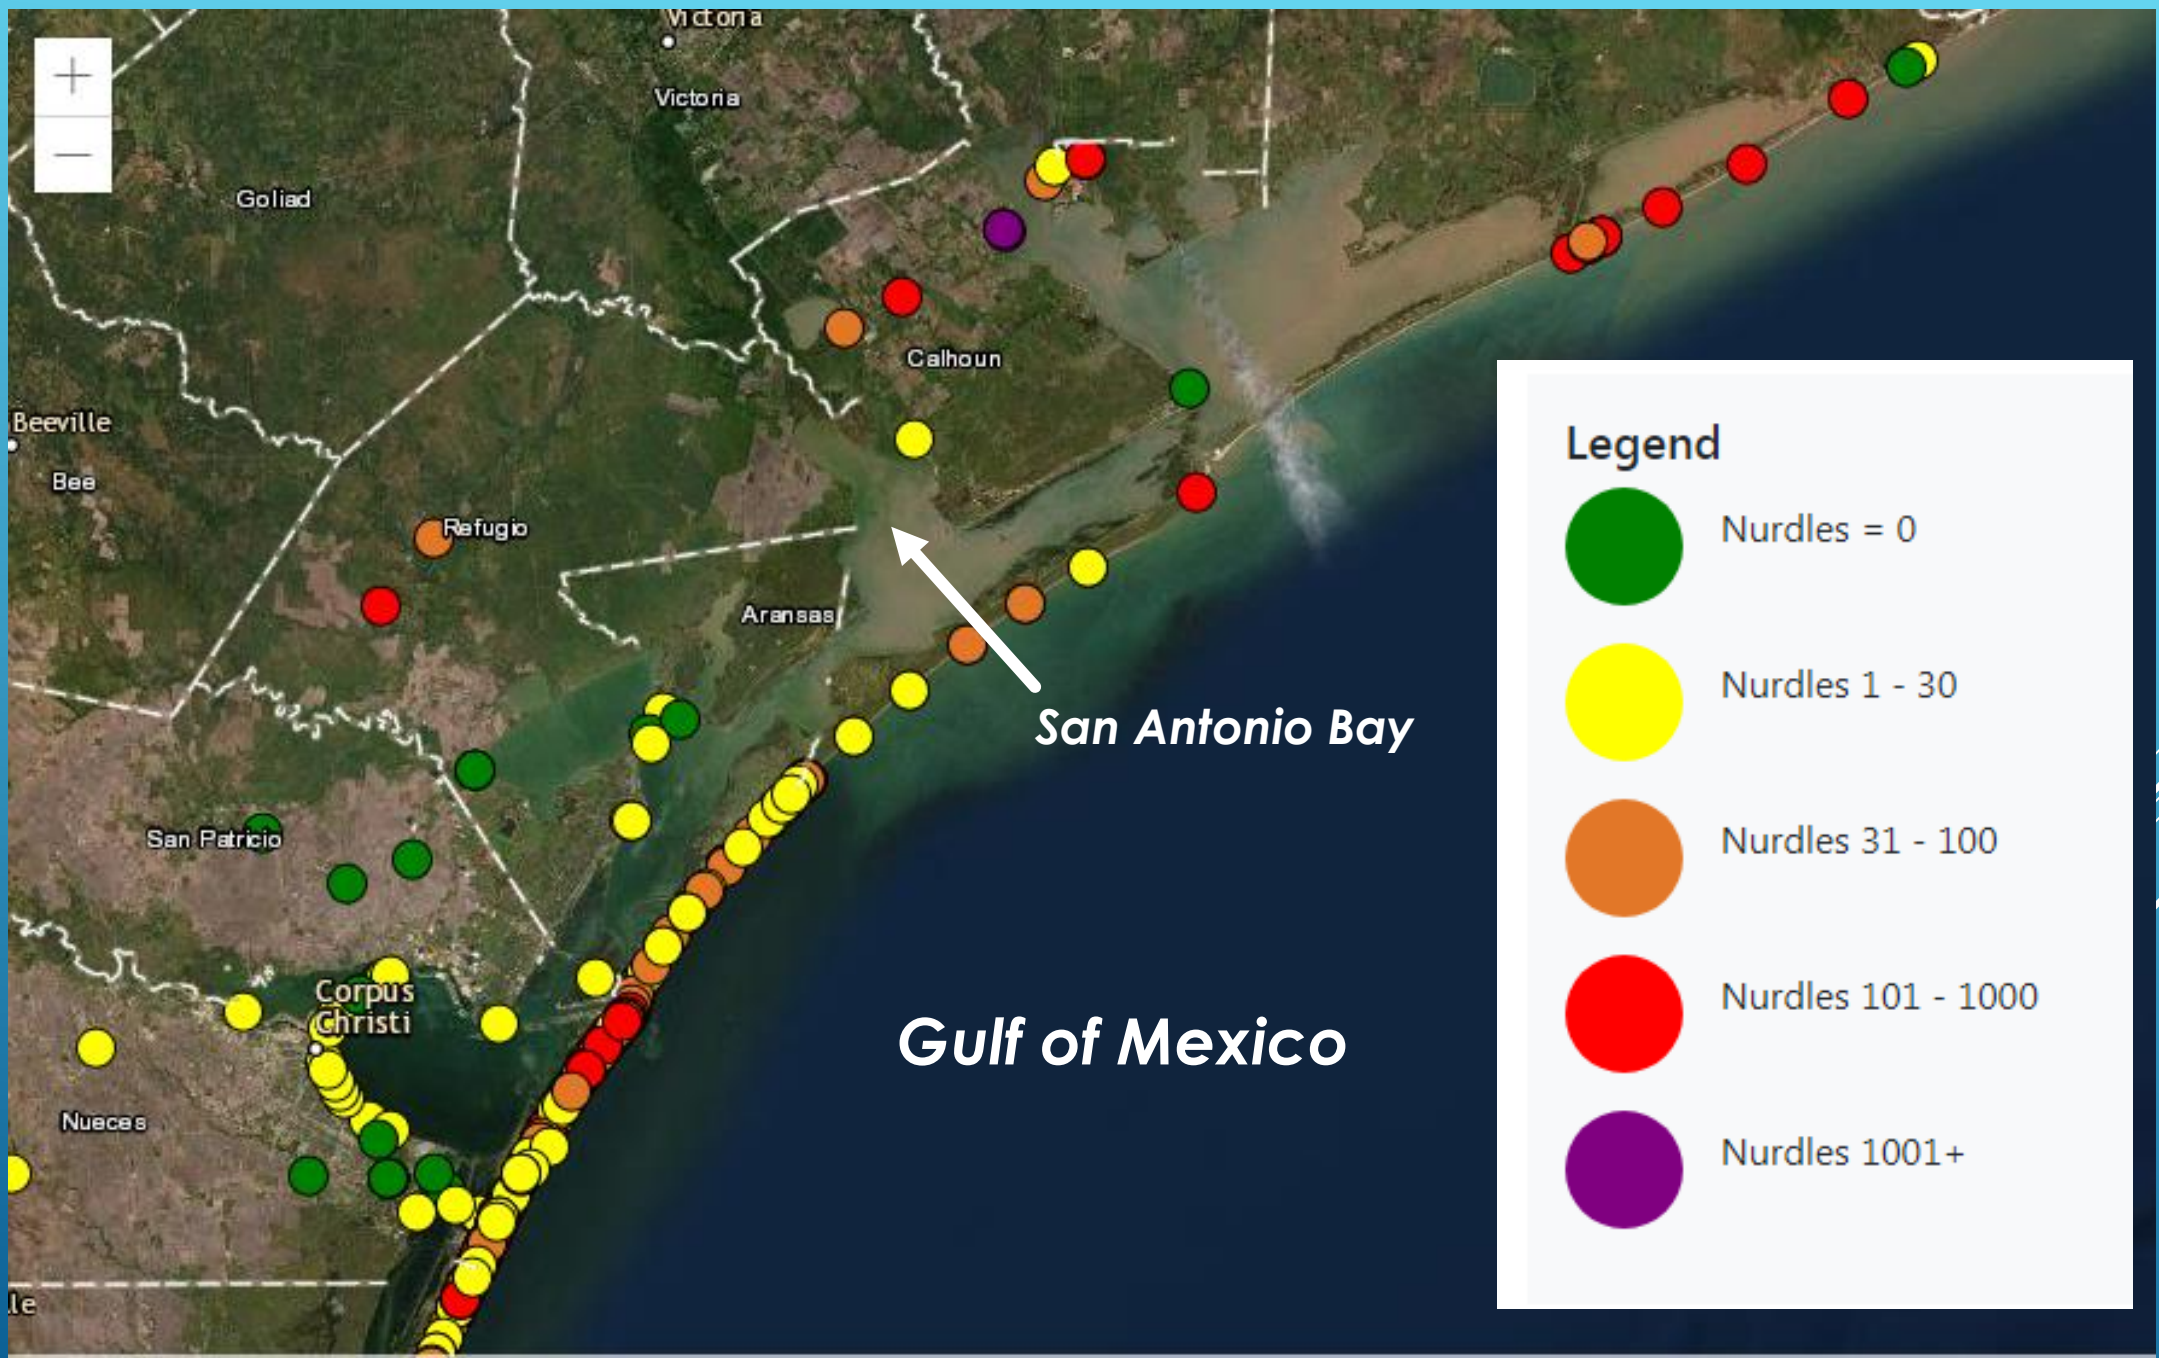 Victoria
Victoria
Goliad
Calhoun
Beeville
Bee
Refugio
Aransas
San Antonio Bay
San Patricio
Corpus
Christi
Gulf of Mexico
Nueces
Legend
Nurdles = 0
Nurdles 1 - 30
Nurdles 31 - 100
Nurdles 101 - 1000
Nurdles 1001+